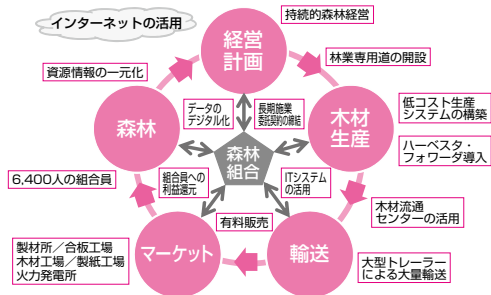 インターネットの活用
持続的森林経営
経営
計画
林業専用道の開設
資源情報の一元化
データの
デジタル化
長期施業
委託契約の締結
低コスト生産
システムの構築
森林
木材
生産
ハーベスタ・
フォワーダ導入
森林
組合
6,400人の組合員
組合員への
利益還元
ITシステム
の活用
木材流通
センターの活用
有料販売
製材所／合板工場
木材工場／製紙工場
火力発電所
マーケット
輸送
大型トレーラー
による大量輸送